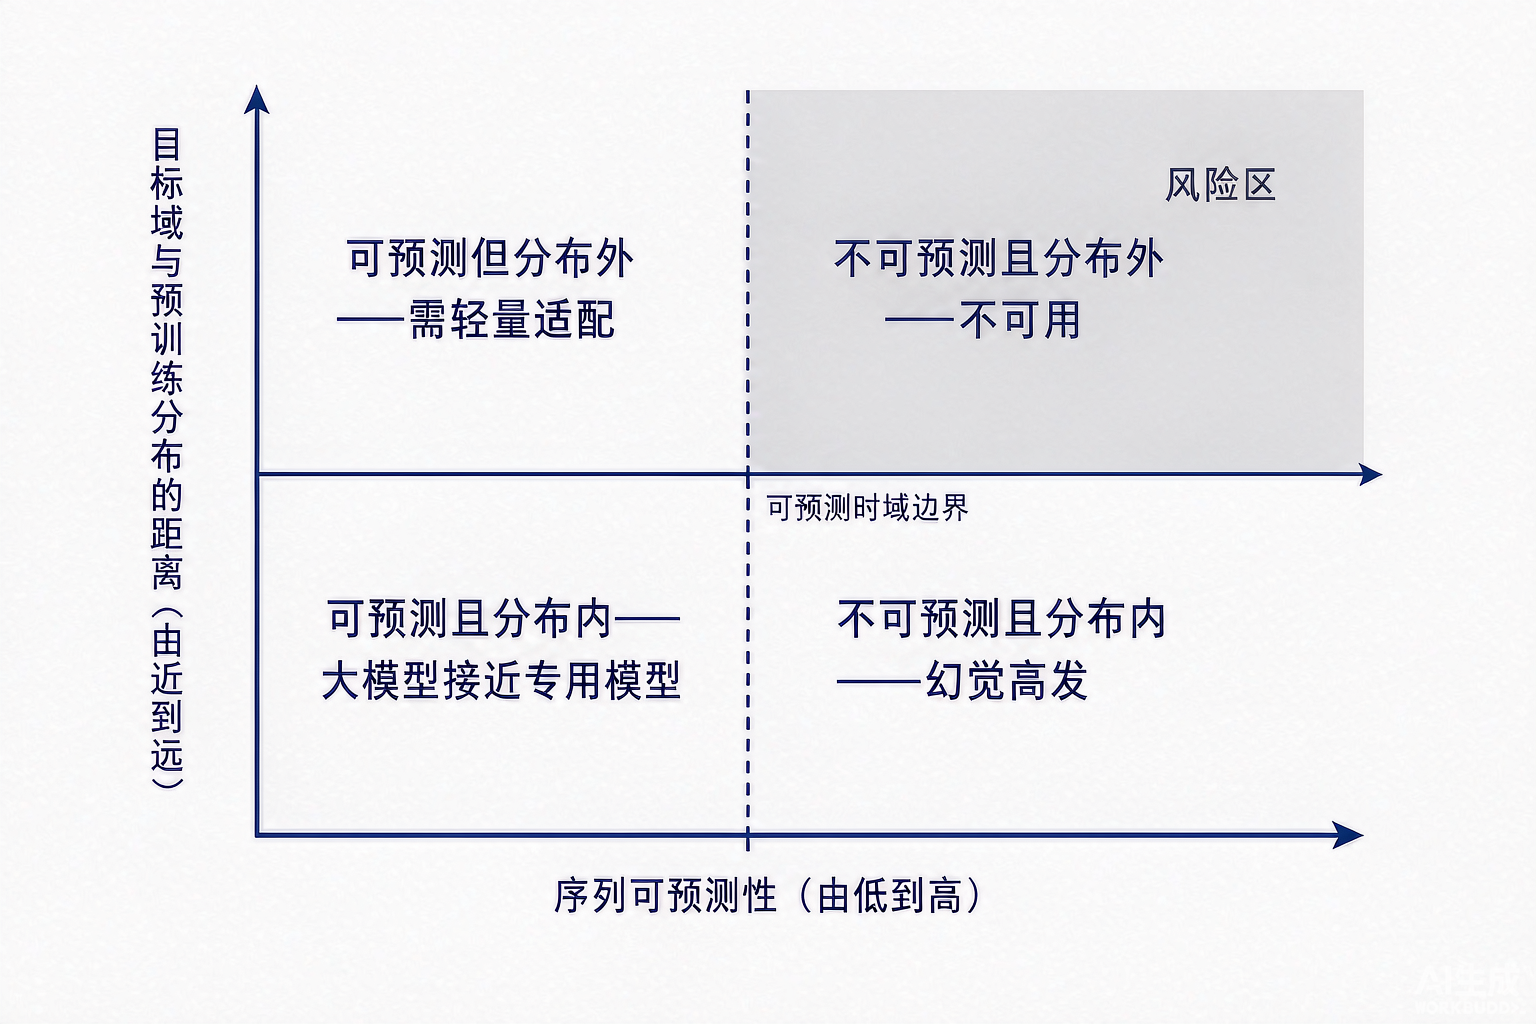 目标域与预训练分布的距离（由近到远）
风险区
可预测但分布外
——需轻量适配
不可预测且分布外
——不可用
可预测时域边界
可预测且分布内——
大模型接近专用模型
不可预测且分布内
——幻觉高发
序列可预测性（由低到高）
AI生成